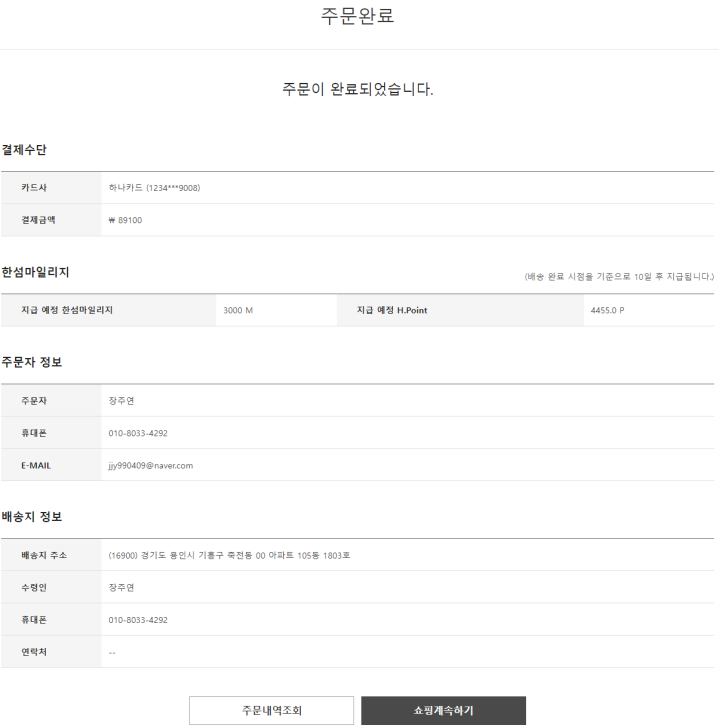 주문완료
주문이 완료되었습니다.
결제수단
카드사 하나카드 (1234***9008)
결제금액 ₩ 89100
한섬마일리지 (배송 완료 시점을 기준으로 10일 후 지급됩니다.)
지급 예정 한섬마일리지 3000 M 지급 예정 H.Point 4455.0 P
주문자 정보
주문자 장주연
휴대폰 010-8033-4292
E-MAIL jjy990409@naver.com
배송지 정보
배송지 주소 (16900) 경기도 용인시 기흥구 죽전동 00 아파트 105동 1803호
수령인 장주연
휴대폰 010-8033-4292
연락처 --
주문내역조회 쇼핑계속하기